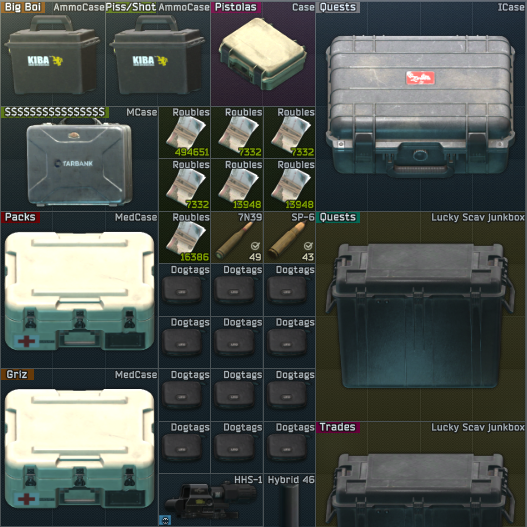 Big Boi AmmoCase
Piss/Shot AmmoCase
Pistolas Case
Quests ICase
KIBA
KIBA
$$$$$$$$$$$$$$$$ MCase
TARBANK
Roubles Roubles Roubles
494651 7332 7332
Roubles Roubles Roubles
7332 13948 13948
Packs MedCase
Roubles 7N39 SP-6
16386 49 43
Quests Lucky Scav Junkbox
Dogtags Dogtags Dogtags
Dogtags Dogtags Dogtags
Griz MedCase
Dogtags Dogtags Dogtags
Dogtags Dogtags Dogtags
Trades Lucky Scav Junkbox
HHS-1 Hybrid 46